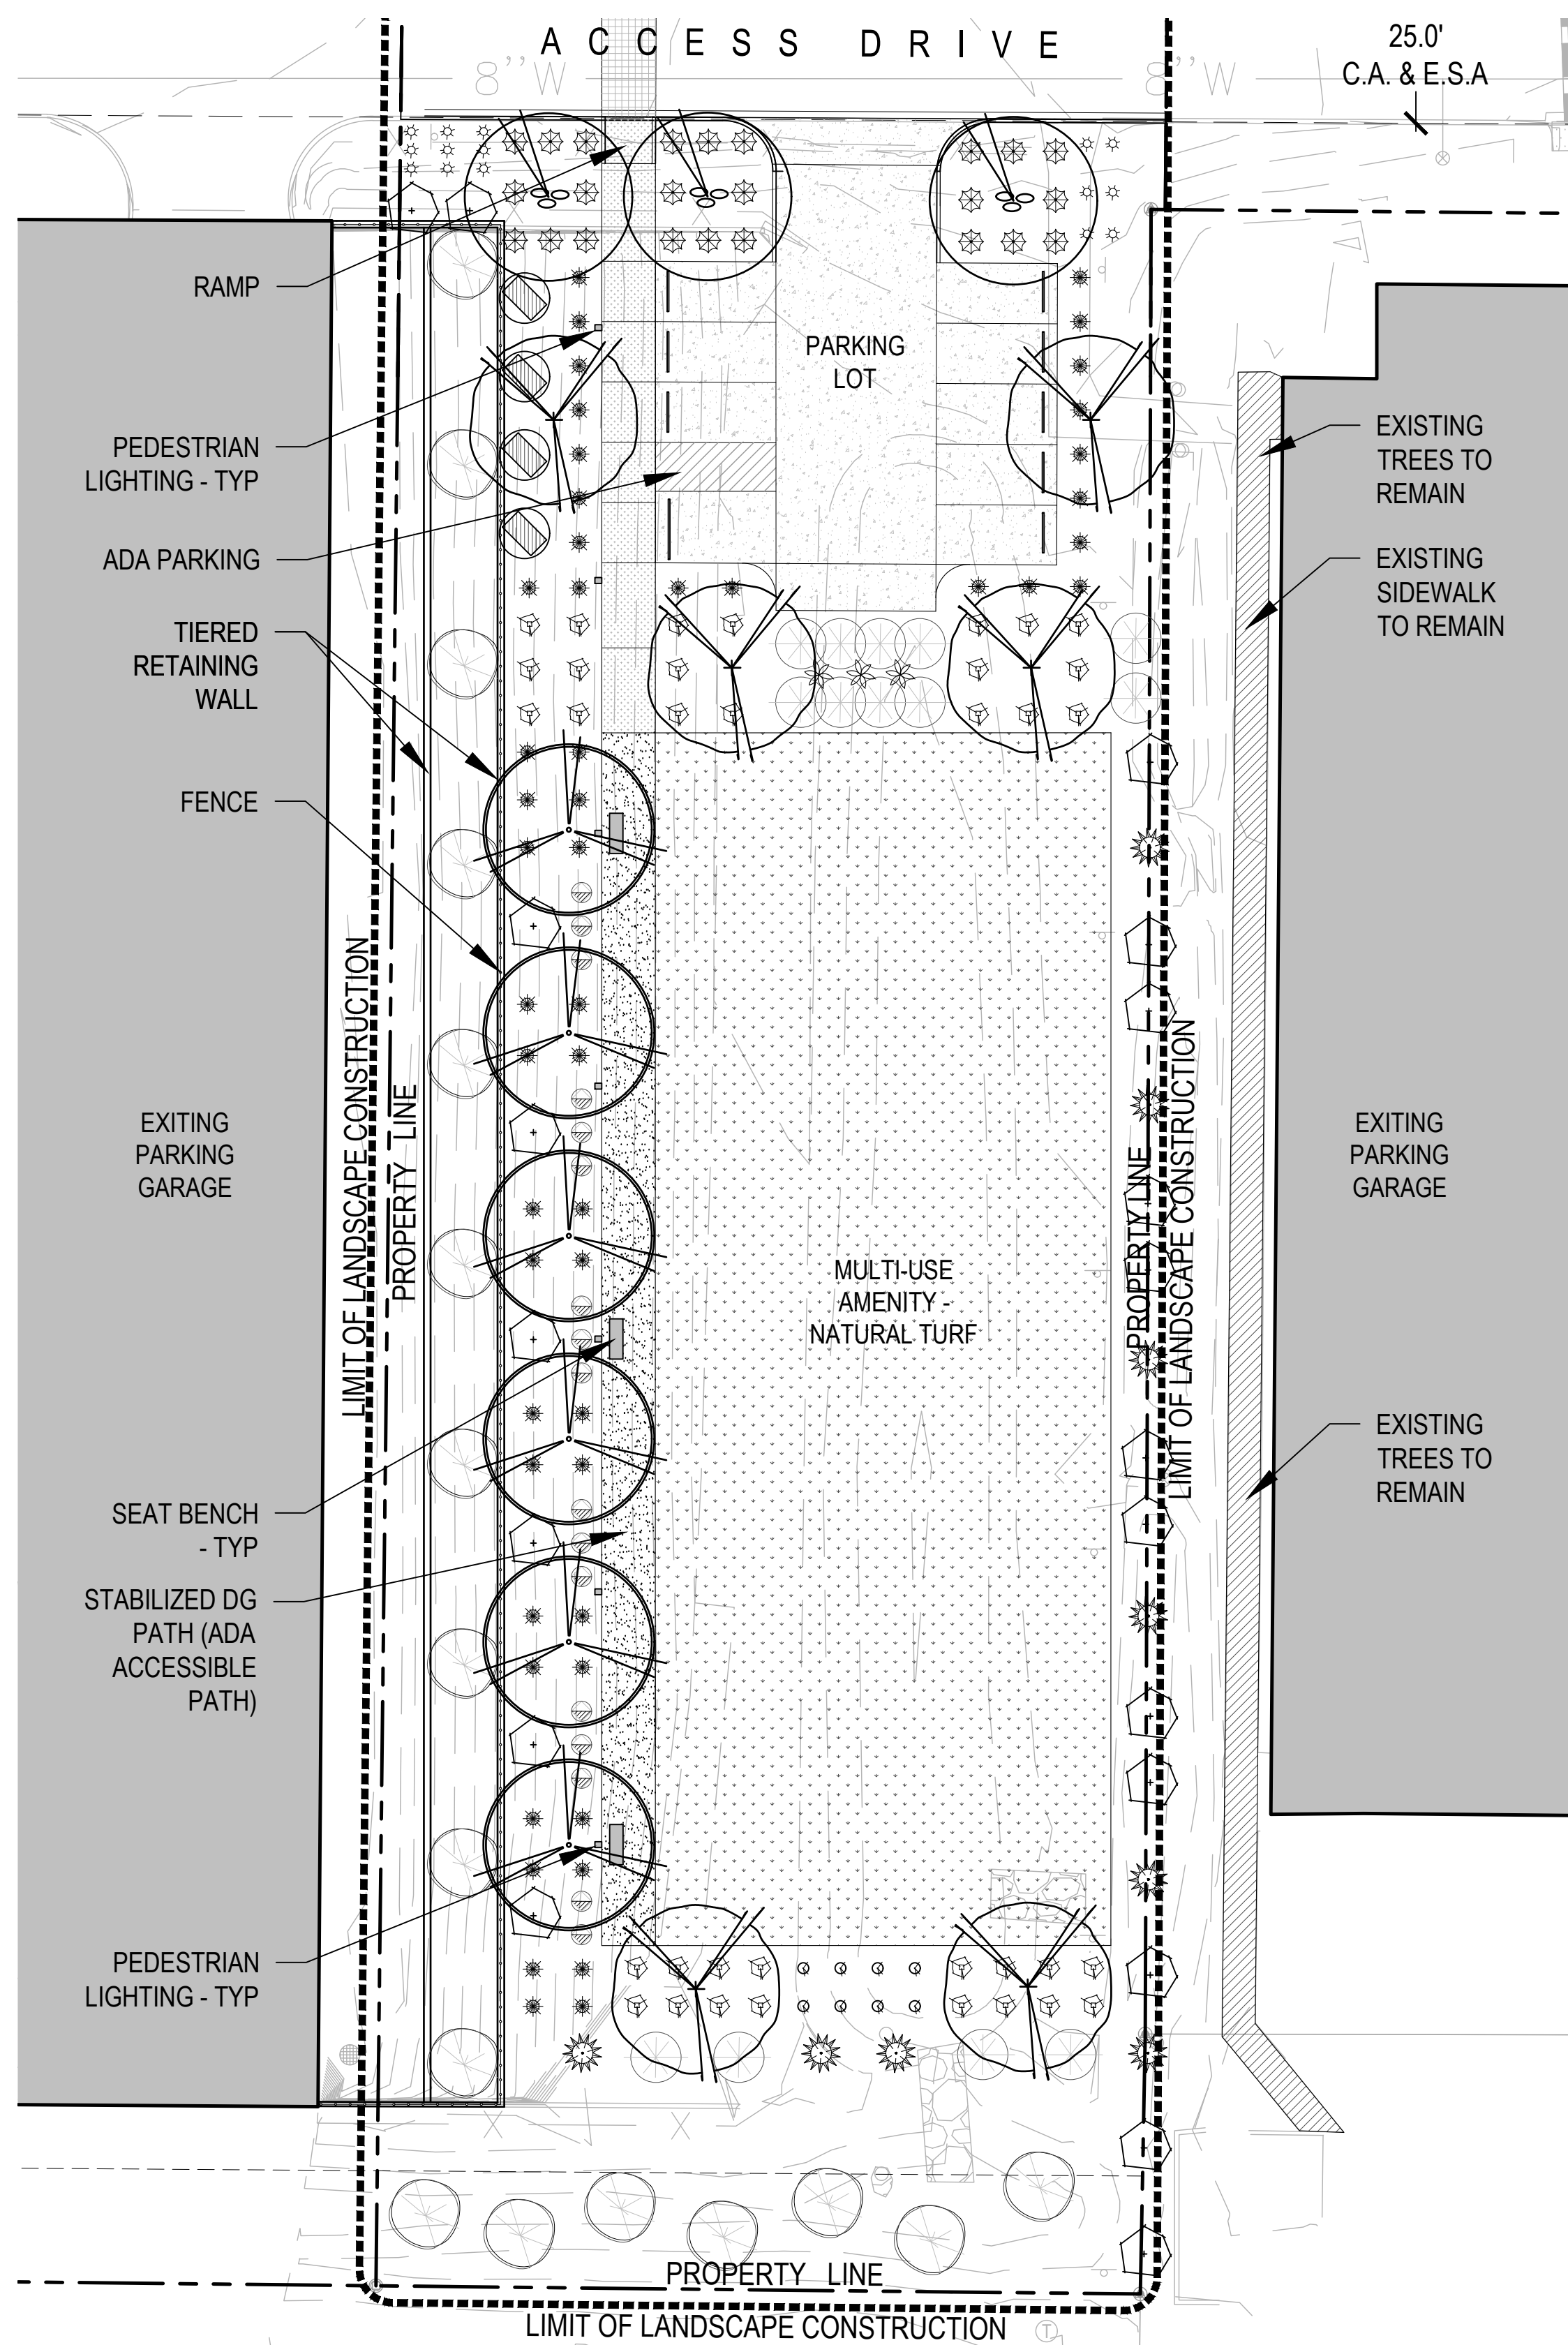 ACCESS DRIVE
8''W
8''W
25.0'
C.A. & E.S.A
RAMP
PARKING
LOT
PEDESTRIAN
LIGHTING - TYP
EXISTING
TREES TO
REMAIN
ADA PARKING
EXISTING
SIDEWALK
TO REMAIN
TIERED
RETAINING
WALL
FENCE
LIMIT OF LANDSCAPE CONSTRUCTION
PROPERTY LINE
EXITING
PARKING
GARAGE
MULTI-USE
AMENITY -
NATURAL TURF
PROPERTY LINE
LIMIT OF LANDSCAPE CONSTRUCTION
EXITING
PARKING
GARAGE
SEAT BENCH
- TYP
EXISTING
TREES TO
REMAIN
STABILIZED DG
PATH (ADA
ACCESSIBLE
PATH)
PEDESTRIAN
LIGHTING - TYP
X X
PROPERTY LINE
LIMIT OF LANDSCAPE CONSTRUCTION
T